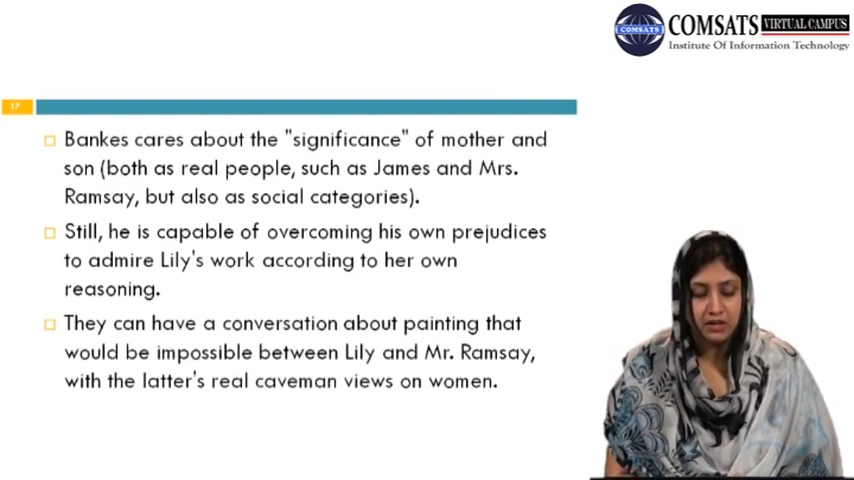 COMSATS VIRTUAL CAMPUS
COMSATS
Institute Of Information Technology
17
Bankes cares about the "significance" of mother and
son (both as real people, such as James and Mrs.
Ramsay, but also as social categories).
Still, he is capable of overcoming his own prejudices
to admire Lily's work according to her own
reasoning.
They can have a conversation about painting that
would be impossible between Lily and Mr. Ramsay,
with the latter's real caveman views on women.